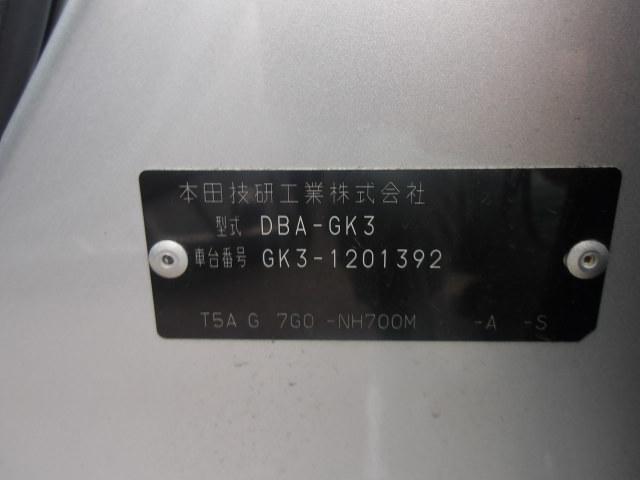 本田技研工業株式会社
型式 DBA-GK3
車台番号 GK3-1201392
T5A G 7G0 -NH700M -A -S